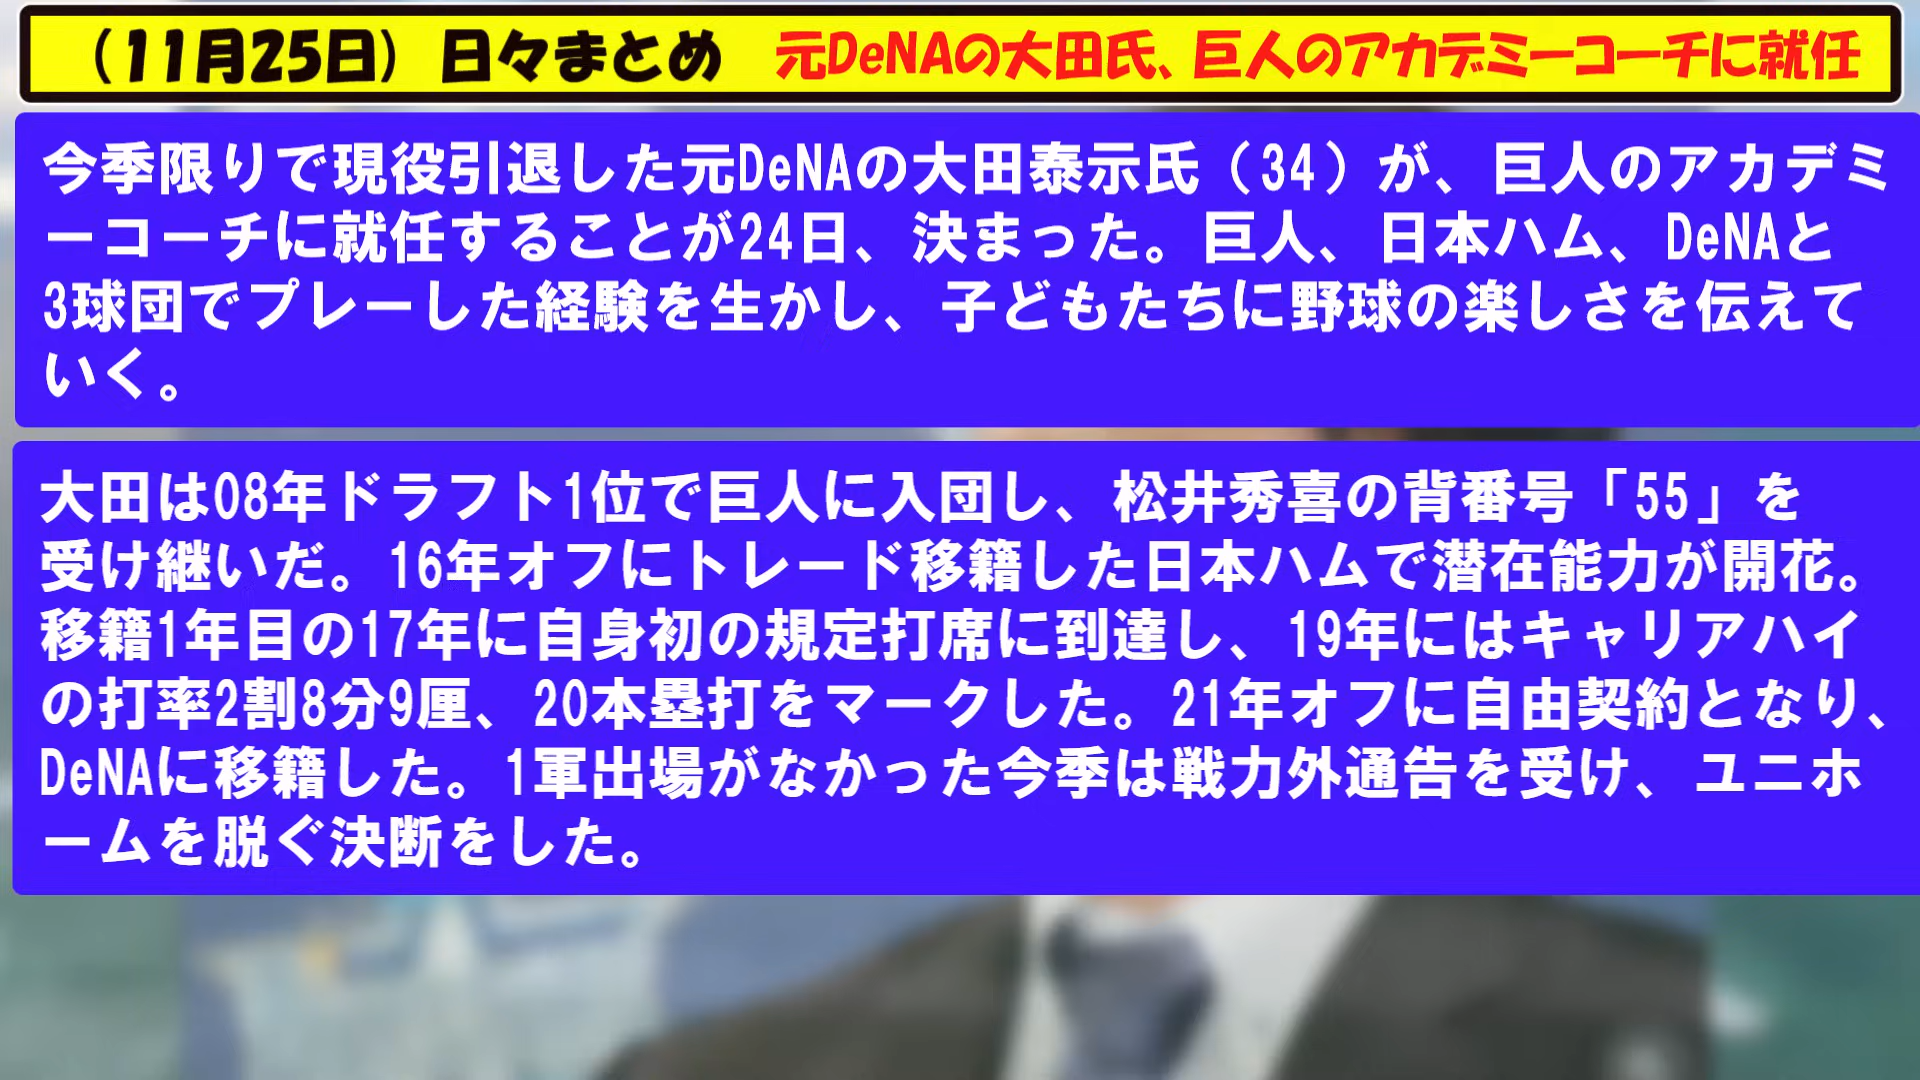 (11月25日) 日々まとめ 元DeNAの大田氏、巨人のアカデミーコーチに就任
今季限りで現役引退した元DeNAの大田泰示氏(34)が、巨人のアカデミ
ーコーチに就任することが24日、決まった。巨人、日本ハム、DeNAと
3球団でプレーした経験を生かし、子どもたちに野球の楽しさを伝えて
いく。
大田は08年ドラフト1位で巨人に入団し、松井秀喜の背番号「55」を
受け継いだ。16年オフにトレード移籍した日本ハムで潜在能力が開花。
移籍1年目の17年に自身初の規定打席に到達し、19年にはキャリアハイ
の打率2割8分9厘、20本塁打をマークした。21年オフに自由契約となり、
DeNAに移籍した。1軍出場がなかった今季は戦力外通告を受け、ユニホ
ームを脱ぐ決断をした。